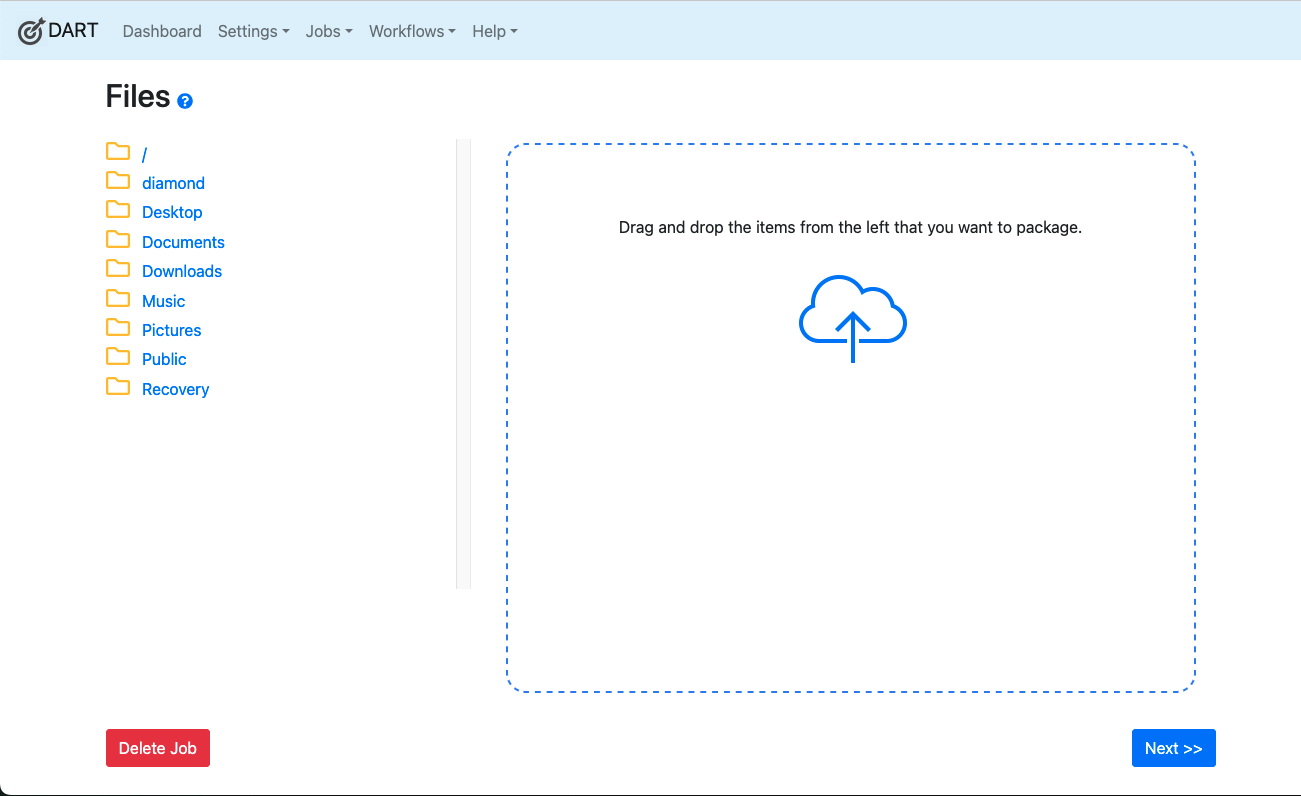 DART Dashboard Settings Jobs Workflows Help
Files ?
/
diamond
Desktop
Documents
Downloads
Music
Pictures
Public
Recovery
Drag and drop the items from the left that you want to package.
Delete Job
Next >>